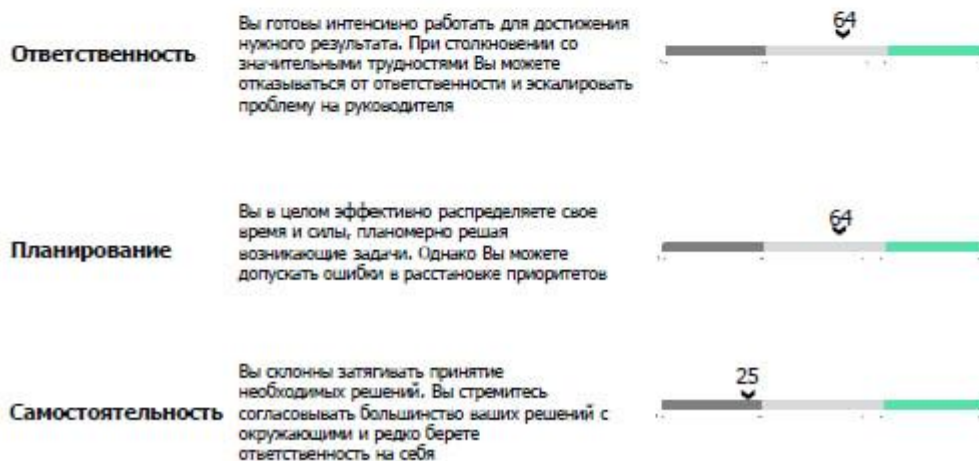 Ответственность
Вы готовы интенсивно работать для достижения
нужного результата. При столкновении со
значительными трудностями Вы можете
отказываться от ответственности и эскалировать
проблему на руководителя
64
Планирование
Вы в целом эффективно распределяете свое
время и силы, планомерно решая
возникающие задачи. Однако Вы можете
допускать ошибки в расстановке приоритетов
64
Самостоятельность
Вы склонны затягивать принятие
необходимых решений. Вы стремитесь
согласовывать большинство ваших решений с
окружающими и редко берете
ответственность на себя
25